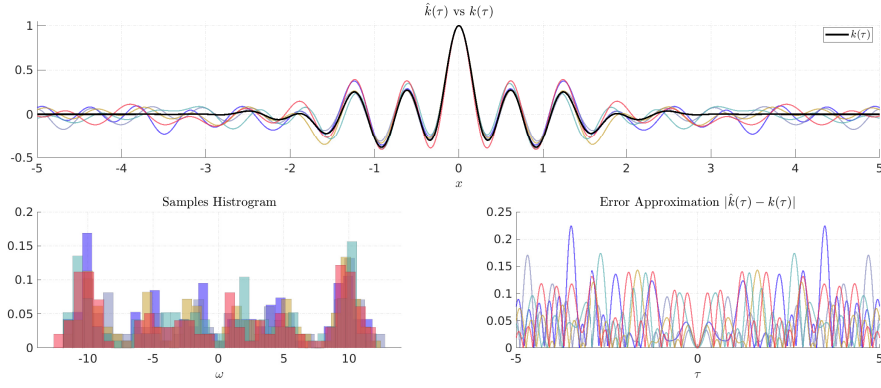 k̂(τ) vs k(τ)
1
0.5
0
-0.5
k(τ)
-5 -4 -3 -2 -1 0 1 2 3 4 5
x
Samples Histrogram
0.2
0.15
0.1
0.05
0
-10 -5 0 5 10
ω
Error Approximation |k̂(τ) − k(τ)|
0.25
0.2
0.15
0.1
0.05
0
-5 0 5
τ